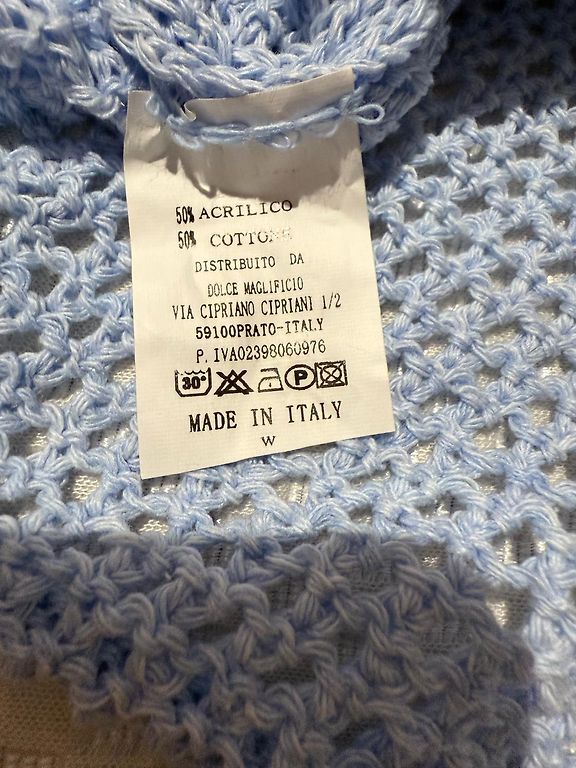 50% ACRILICO
50% COTTONE
DISTRIBUITO DA
DOLCE MAGLIFICIO
VIA CIPRIANO CIPRIANI 1/2
59100PRATO-ITALY
P. IVA02398060976
30° P
MADE IN ITALY
W